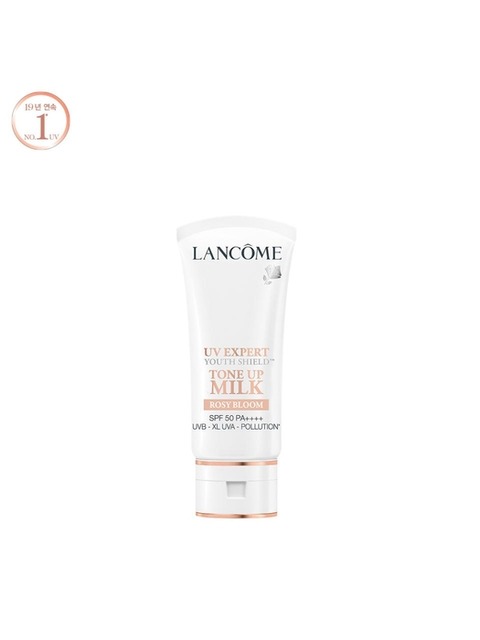 19년 연속
NO. 1 UV
LANCÔME
UV EXPERT
YOUTH SHIELD™
TONE UP
MILK
ROSY BLOOM
SPF 50 PA++++
UVB - XL UVA - POLLUTION*